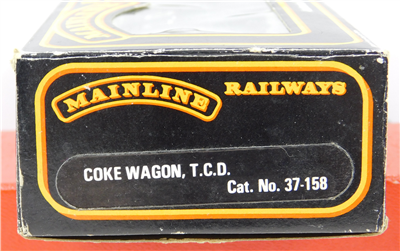 MAINLINE RAILWAYS
COKE WAGON, T.C.D.
Cat. No. 37-158